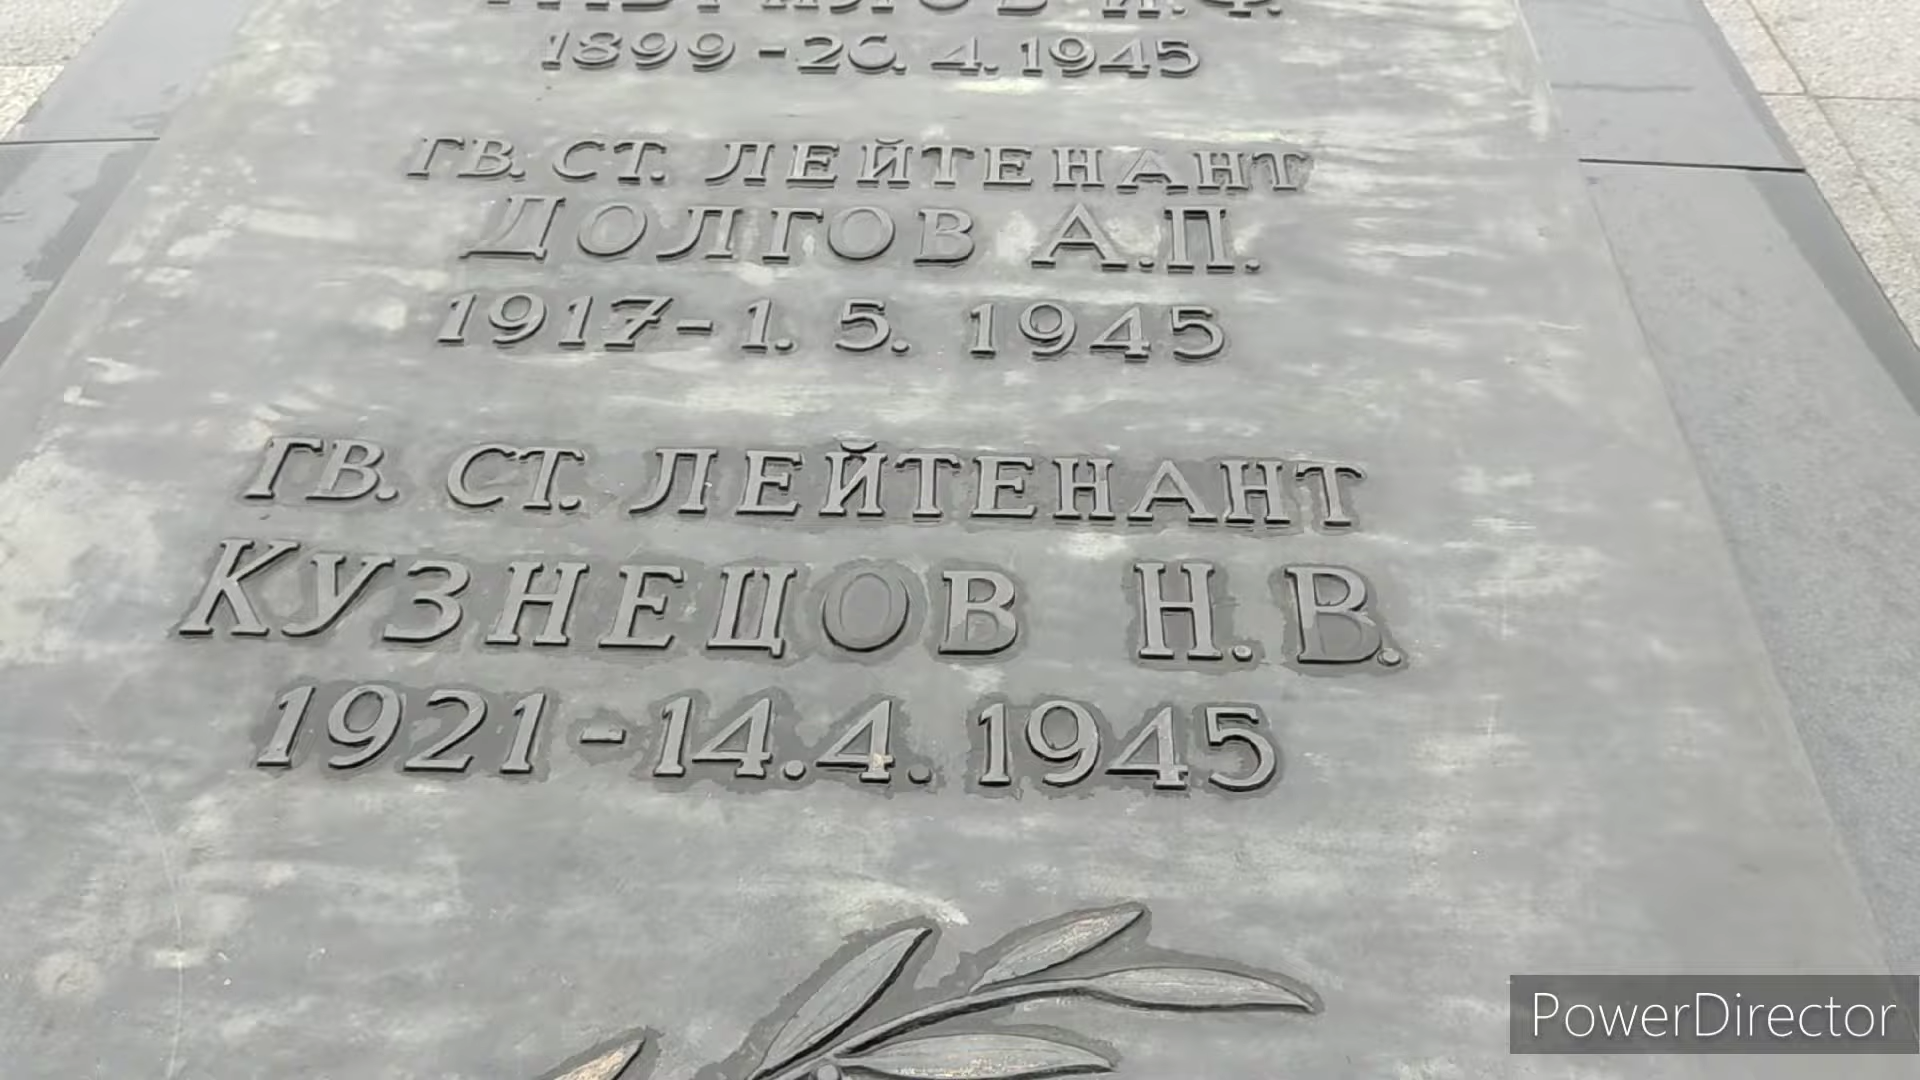 И.Ф.
1899 - 20. 4. 1945
ГВ. СТ. ЛЕЙТЕНАНТ
ДОЛГОВ А.П.
1917 - 1. 5. 1945
ГВ. СТ. ЛЕЙТЕНАНТ
КУЗНЕЦОВ Н.В.
1921 - 14.4. 1945
PowerDirector